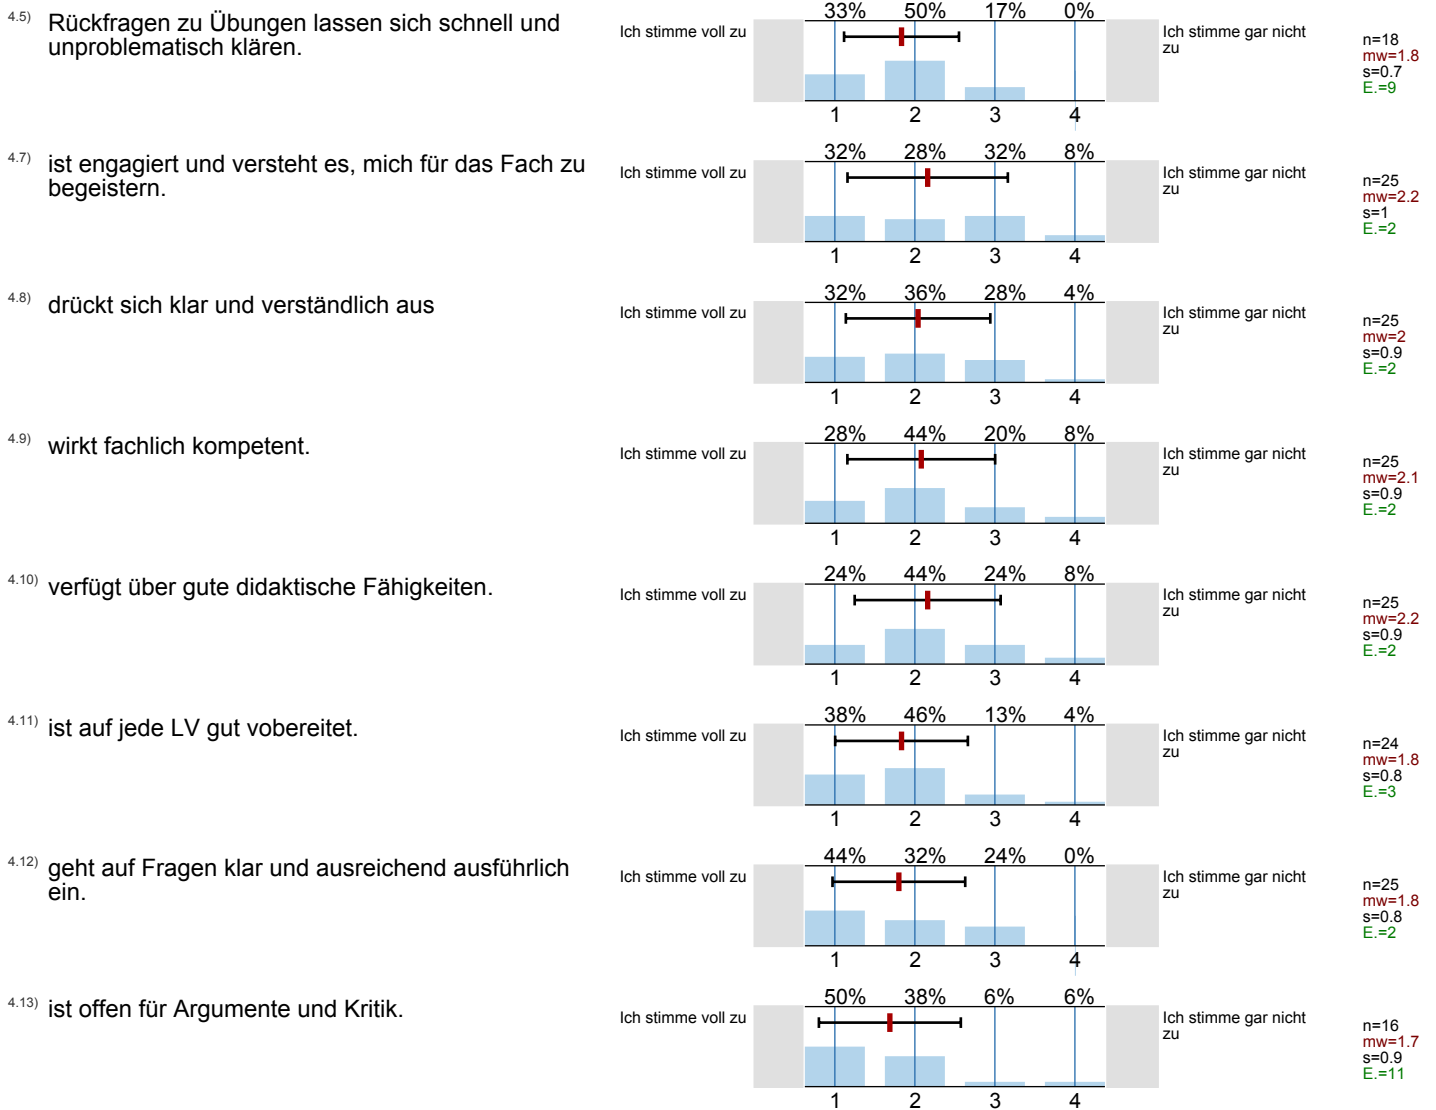 4.5) Rückfragen zu Übungen lassen sich schnell und
unproblematisch klären.
Ich stimme voll zu
33% 50% 17% 0%
1 2 3 4
Ich stimme gar nicht
zu
n=18
mw=1.8
s=0.7
E.=9
4.7) ist engagiert und versteht es, mich für das Fach zu
begeistern.
Ich stimme voll zu
32% 28% 32% 8%
1 2 3 4
Ich stimme gar nicht
zu
n=25
mw=2.2
s=1
E.=2
4.8) drückt sich klar und verständlich aus
Ich stimme voll zu
32% 36% 28% 4%
1 2 3 4
Ich stimme gar nicht
zu
n=25
mw=2
s=0.9
E.=2
4.9) wirkt fachlich kompetent.
Ich stimme voll zu
28% 44% 20% 8%
1 2 3 4
Ich stimme gar nicht
zu
n=25
mw=2.1
s=0.9
E.=2
4.10) verfügt über gute didaktische Fähigkeiten.
Ich stimme voll zu
24% 44% 24% 8%
1 2 3 4
Ich stimme gar nicht
zu
n=25
mw=2.2
s=0.9
E.=2
4.11) ist auf jede LV gut vobereitet.
Ich stimme voll zu
38% 46% 13% 4%
1 2 3 4
Ich stimme gar nicht
zu
n=24
mw=1.8
s=0.8
E.=3
4.12) geht auf Fragen klar und ausreichend ausführlich
ein.
Ich stimme voll zu
44% 32% 24% 0%
1 2 3 4
Ich stimme gar nicht
zu
n=25
mw=1.8
s=0.8
E.=2
4.13) ist offen für Argumente und Kritik.
Ich stimme voll zu
50% 38% 6% 6%
1 2 3 4
Ich stimme gar nicht
zu
n=16
mw=1.7
s=0.9
E.=11